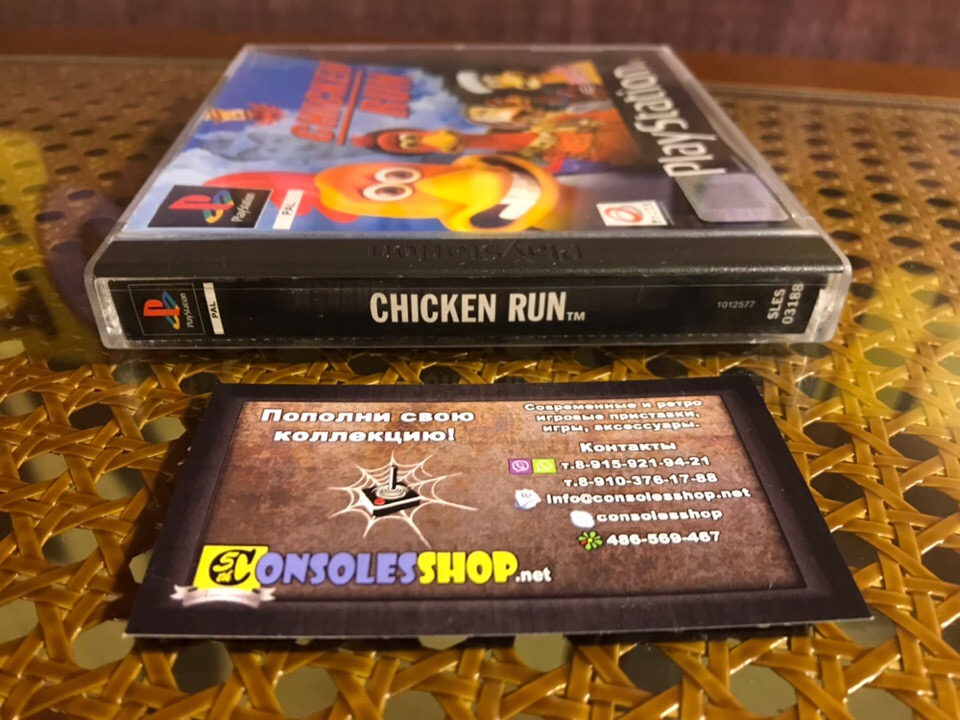 CHICKEN
RUN
PlayStation
PlayStation
PAL
PlayStation
PlayStation
PAL
CHICKEN RUN™
1012577
SLES
03188
Пополни свою
коллекцию!
Современные и ретро
игровые приставки,
игры, аксессуары.
Контакты
т.8-915-921-94-21
т.8-910-376-17-88
info@consolesshop.net
consolesshop
486-569-467
CONSOLESSHOP.net